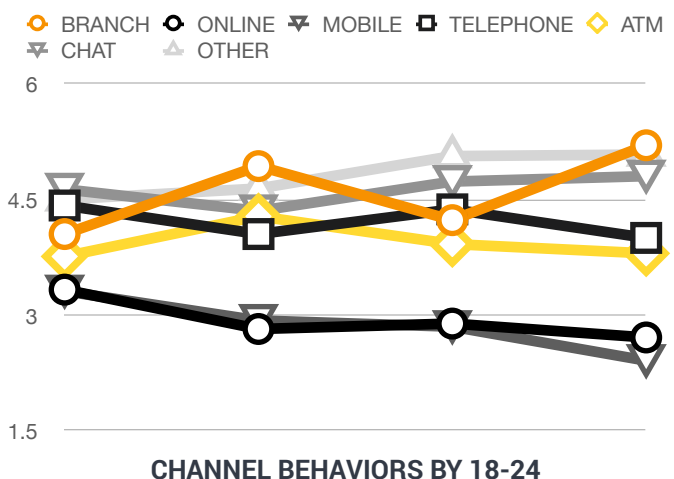 BRANCH ONLINE MOBILE TELEPHONE ATM
CHAT OTHER
6
4.5
3
1.5
CHANNEL BEHAVIORS BY 18-24